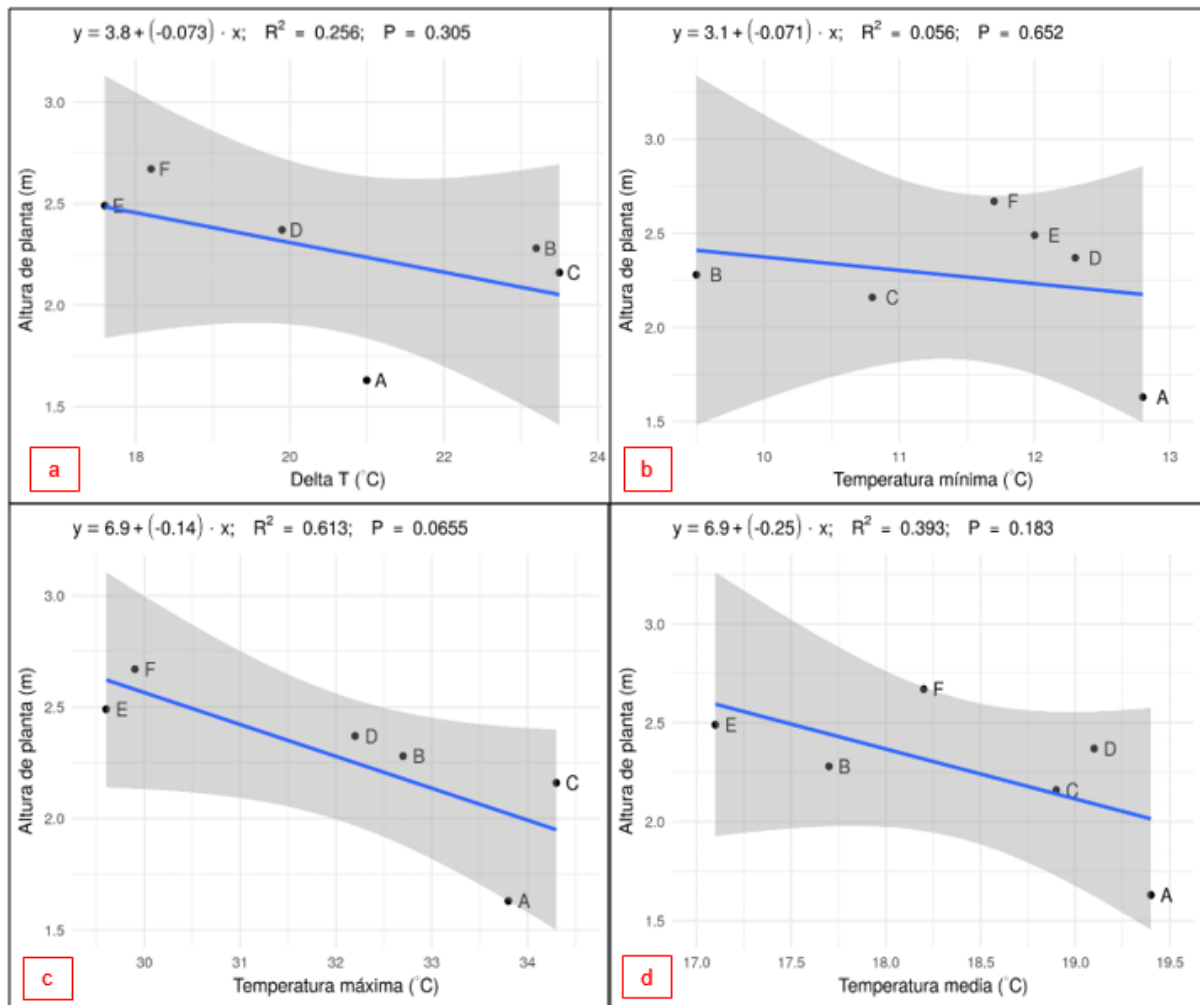 y = 3.8 + (-0.073) · x;   R² = 0.256;   P = 0.305
Altura de planta (m)
3.0
2.5
2.0
1.5
F
E
D
B
C
A
18 20 22 24
Delta T (°C)
a
y = 3.1 + (-0.071) · x;   R² = 0.056;   P = 0.652
Altura de planta (m)
3.0
2.5
2.0
1.5
F
E
D
B
C
A
10 11 12 13
Temperatura mínima (°C)
b
y = 6.9 + (-0.14) · x;   R² = 0.613;   P = 0.0655
Altura de planta (m)
3.0
2.5
2.0
1.5
F
E
D
B
C
A
30 31 32 33 34
Temperatura máxima (°C)
c
y = 6.9 + (-0.25) · x;   R² = 0.393;   P = 0.183
Altura de planta (m)
3.0
2.5
2.0
1.5
F
E
D
B
C
A
17.0 17.5 18.0 18.5 19.0 19.5
Temperatura media (°C)
d